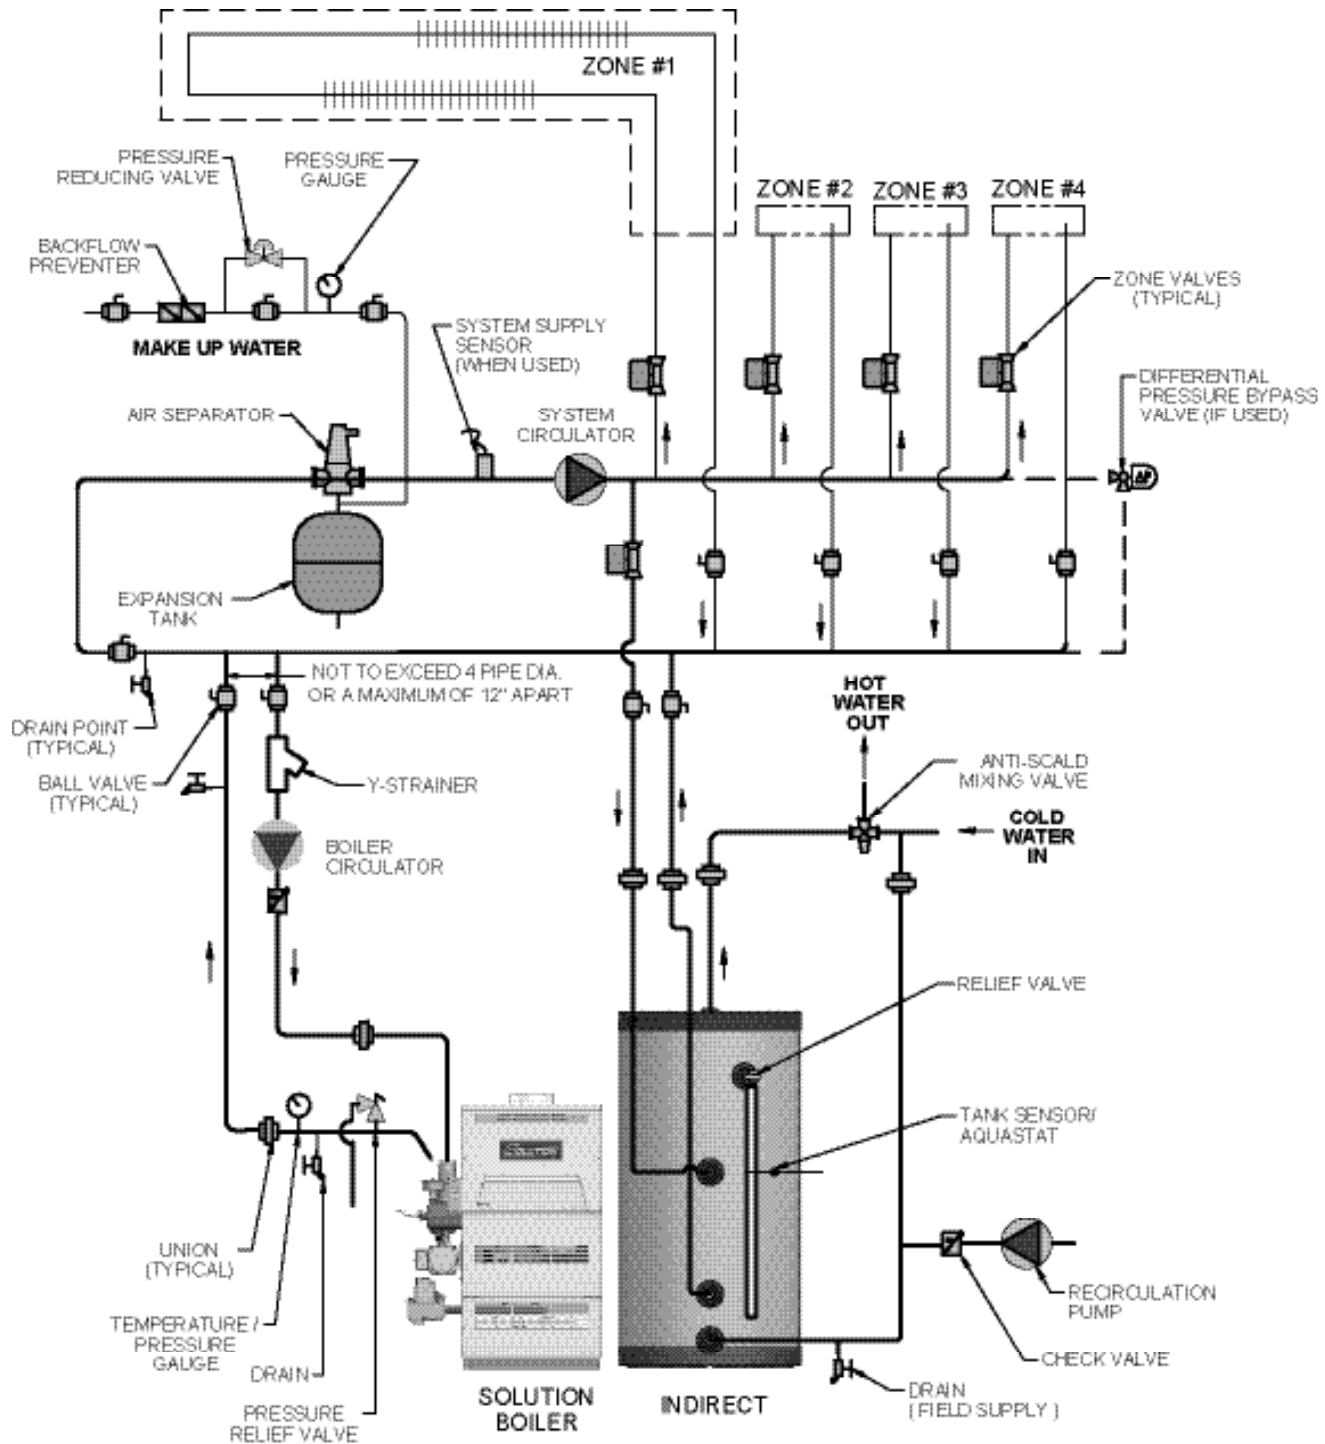 ZONE #1
PRESSURE
REDUCING VALVE
PRESSURE
GAUGE
ZONE #2
ZONE #3
ZONE #4
BACKFLOW
PREVENTER
ZONE VALVES
(TYPICAL)
MAKE UP WATER
SYSTEM SUPPLY
SENSOR
(WHEN USED)
DIFFERENTIAL
PRESSURE BYPASS
VALVE (IF USED)
AIR SEPARATOR
SYSTEM
CIRCULATOR
ΔP
EXPANSION
TANK
NOT TO EXCEED 4 PIPE DIA.
OR A MAXIMUM OF 12" APART
HOT
WATER
OUT
DRAIN POINT
(TYPICAL)
BALL VALVE
(TYPICAL)
Y-STRAINER
ANTI-SCALD
MIXING VALVE
COLD
WATER
IN
BOILER
CIRCULATOR
RELIEF VALVE
TANK SENSOR/
AQUASTAT
UNION
(TYPICAL)
TEMPERATURE /
PRESSURE
GAUGE
RECIRCULATION
PUMP
DRAIN
CHECK VALVE
PRESSURE
RELIEF VALVE
SOLUTION
BOILER
INDIRECT
DRAIN
( FIELD SUPPLY )